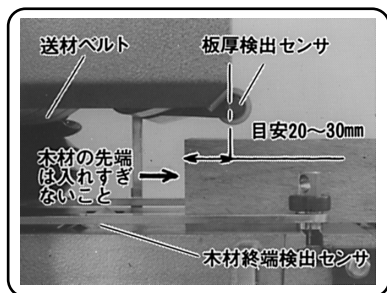 送材ベルト
板厚検出センサ
目安20～30mm
木材の先端
は入れすぎ
ないこと
木材終端検出センサ